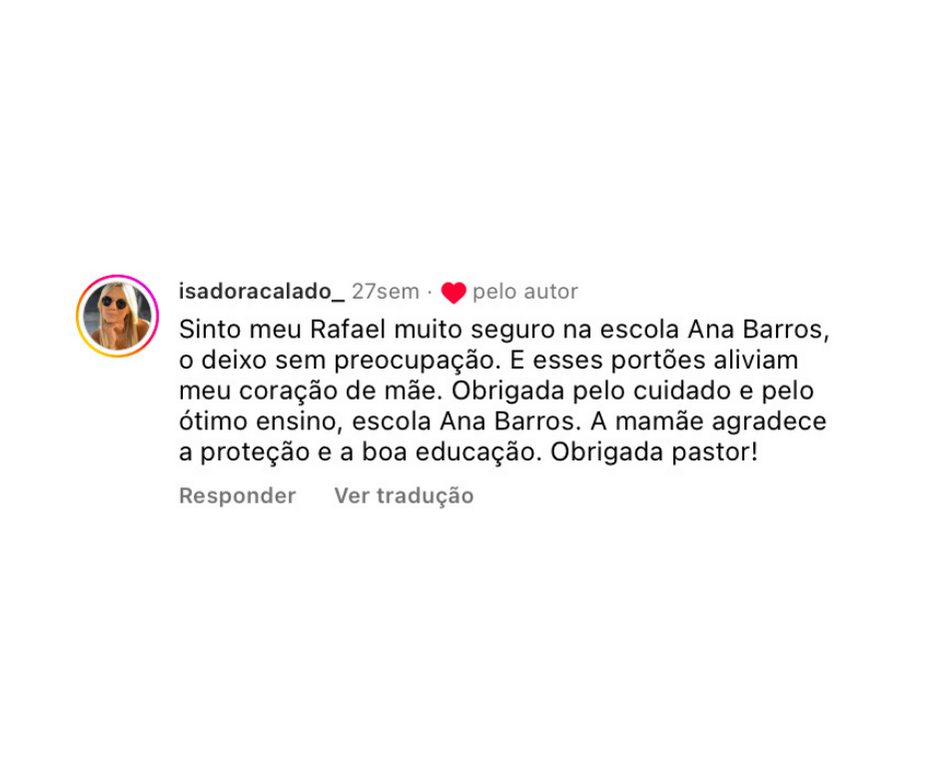 isadoracalado_ 27sem · ❤️ pelo autor
Sinto meu Rafael muito seguro na escola Ana Barros,
o deixo sem preocupação. E esses portões aliviam
meu coração de mãe. Obrigada pelo cuidado e pelo
ótimo ensino, escola Ana Barros. A mamãe agradece
a proteção e a boa educação. Obrigada pastor!
Responder Ver tradução